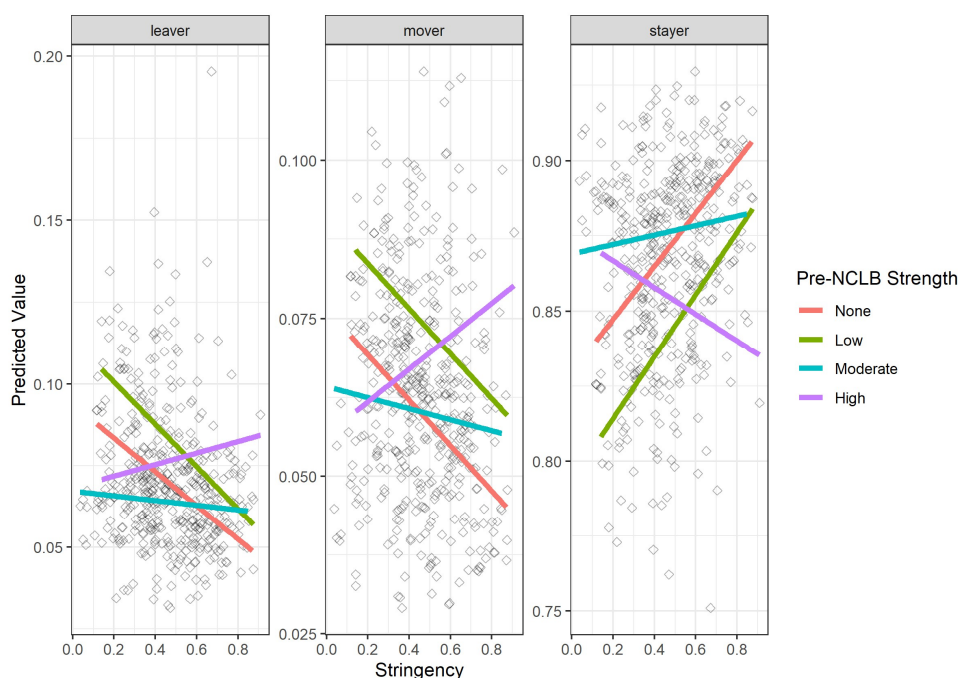 leaver
mover
stayer
Predicted Value
0.20
0.15
0.10
0.05
0.100
0.075
0.050
0.025
0.90
0.85
0.80
0.75
0.0 0.2 0.4 0.6 0.8
0.0 0.2 0.4 0.6 0.8
0.0 0.2 0.4 0.6 0.8
Stringency
Pre-NCLB Strength
None
Low
Moderate
High